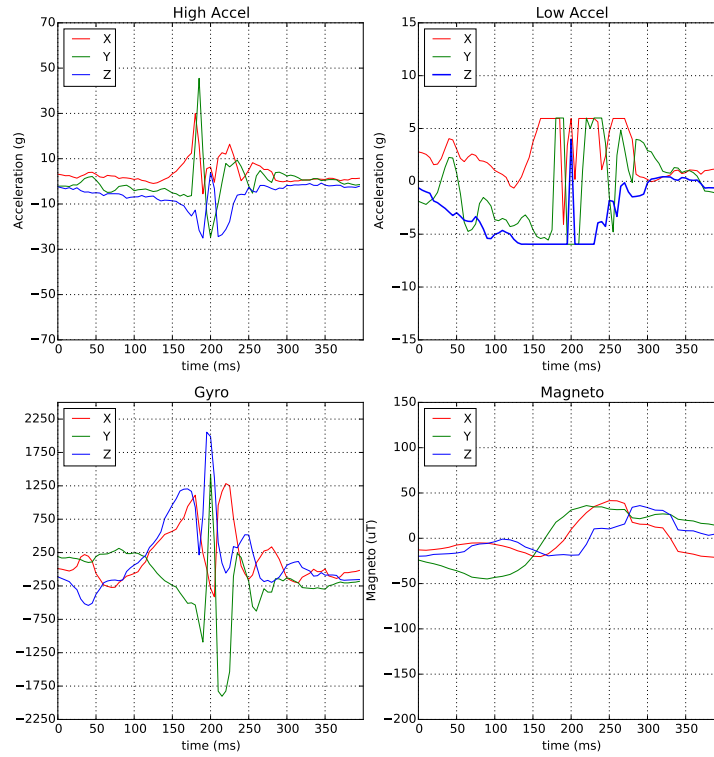 High Accel
70
50
30
10
−10
−30
−50
−70
Acceleration (g)
X
Y
Z
0 50 100 150 200 250 300 350
time (ms)
Low Accel
15
10
5
0
−5
−10
−15
Acceleration (g)
X
Y
Z
0 50 100 150 200 250 300 350
time (ms)
Gyro
2250
1750
1250
750
250
−250
−750
−1250
−1750
−2250
X
Y
Z
0 50 100 150 200 250 300 350
time (ms)
Magneto
150
100
50
0
−50
−100
−150
−200
Magneto (uT)
X
Y
Z
0 50 100 150 200 250 300 350
time (ms)